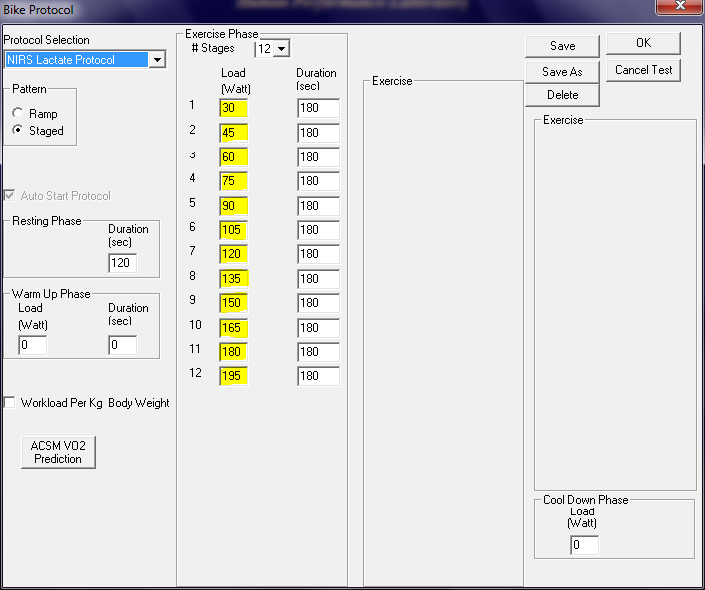 Human Performance Laboratory
Bike Protocol
Protocol Selection
NIRS Lactate Protocol
Pattern
Ramp
Staged
Auto Start Protocol
Resting Phase
Duration
(sec)
120
Warm Up Phase
Load
(Watt)
Duration
(sec)
0
0
Workload Per Kg Body Weight
ACSM VO2
Prediction
Exercise Phase
# Stages
12
Load
(Watt)
Duration
(sec)
1 30 180
2 45 180
3 60 180
4 75 180
5 90 180
6 105 180
7 120 180
8 135 180
9 150 180
10 165 180
11 180 180
12 195 180
Exercise
Save
OK
Save As
Cancel Test
Delete
Exercise
Cool Down Phase
Load
(Watt)
0